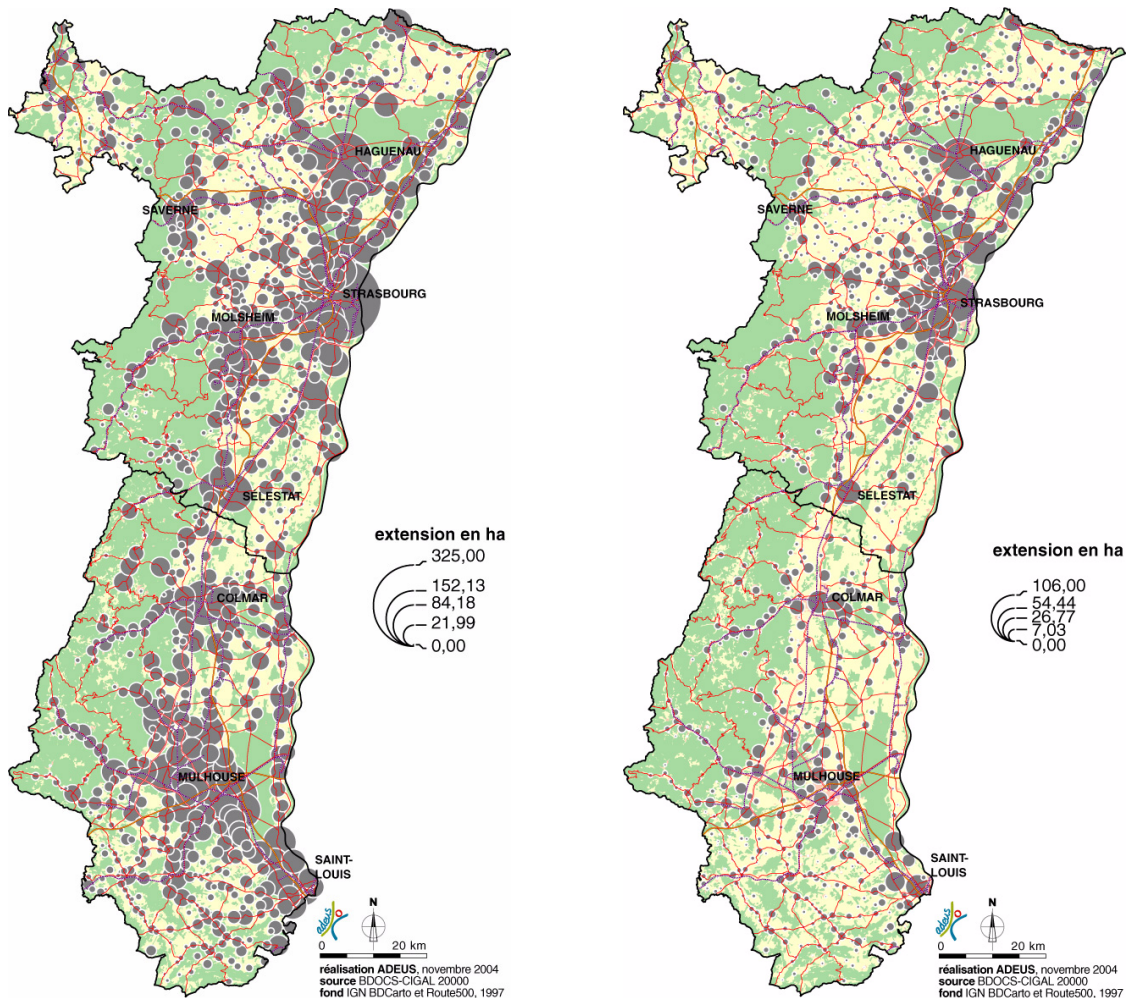 HAGUENAU
SAVERNE
STRASBOURG
MOLSHEIM
SÉLESTAT
extension en ha
325,00
152,13
84,18
21,99
0,00
COLMAR
MULHOUSE
SAINT-
LOUIS
adeus
N
0 20 km
réalisation ADEUS, novembre 2004
source BDOCS-CIGAL 20000
fond IGN BDCarto et Route500, 1997
HAGUENAU
SAVERNE
STRASBOURG
MOLSHEIM
SÉLESTAT
extension en ha
106,00
54,44
26,77
7,03
0,00
COLMAR
MULHOUSE
SAINT-
LOUIS
adeus
N
0 20 km
réalisation ADEUS, novembre 2004
source BDOCS-CIGAL 20000
fond IGN BDCarto et Route500, 1997